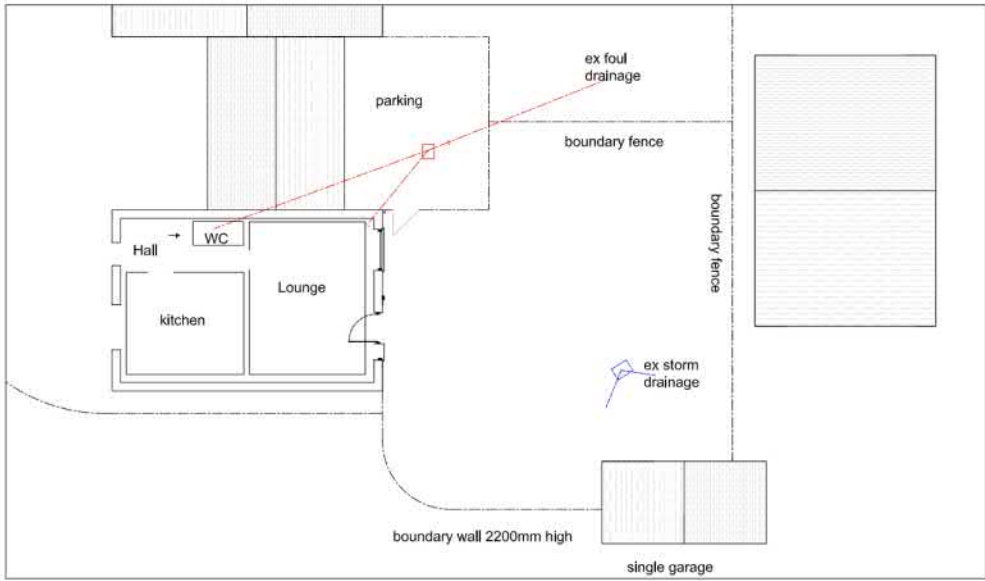 ex foul
drainage
parking
boundary fence
boundary fence
WC
Hall
Lounge
kitchen
ex storm
drainage
boundary wall 2200mm high
single garage